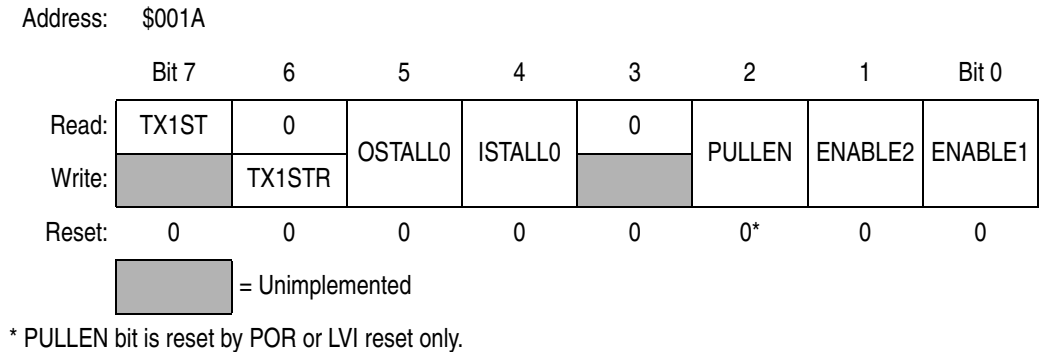 Address: $001A
Bit 7 6 5 4 3 2 1 Bit 0
Read: TX1ST 0 OSTALL0 ISTALL0 0 PULLEN ENABLE2 ENABLE1
Write: TX1STR
Reset: 0 0 0 0 0 0* 0 0
= Unimplemented
* PULLEN bit is reset by POR or LVI reset only.